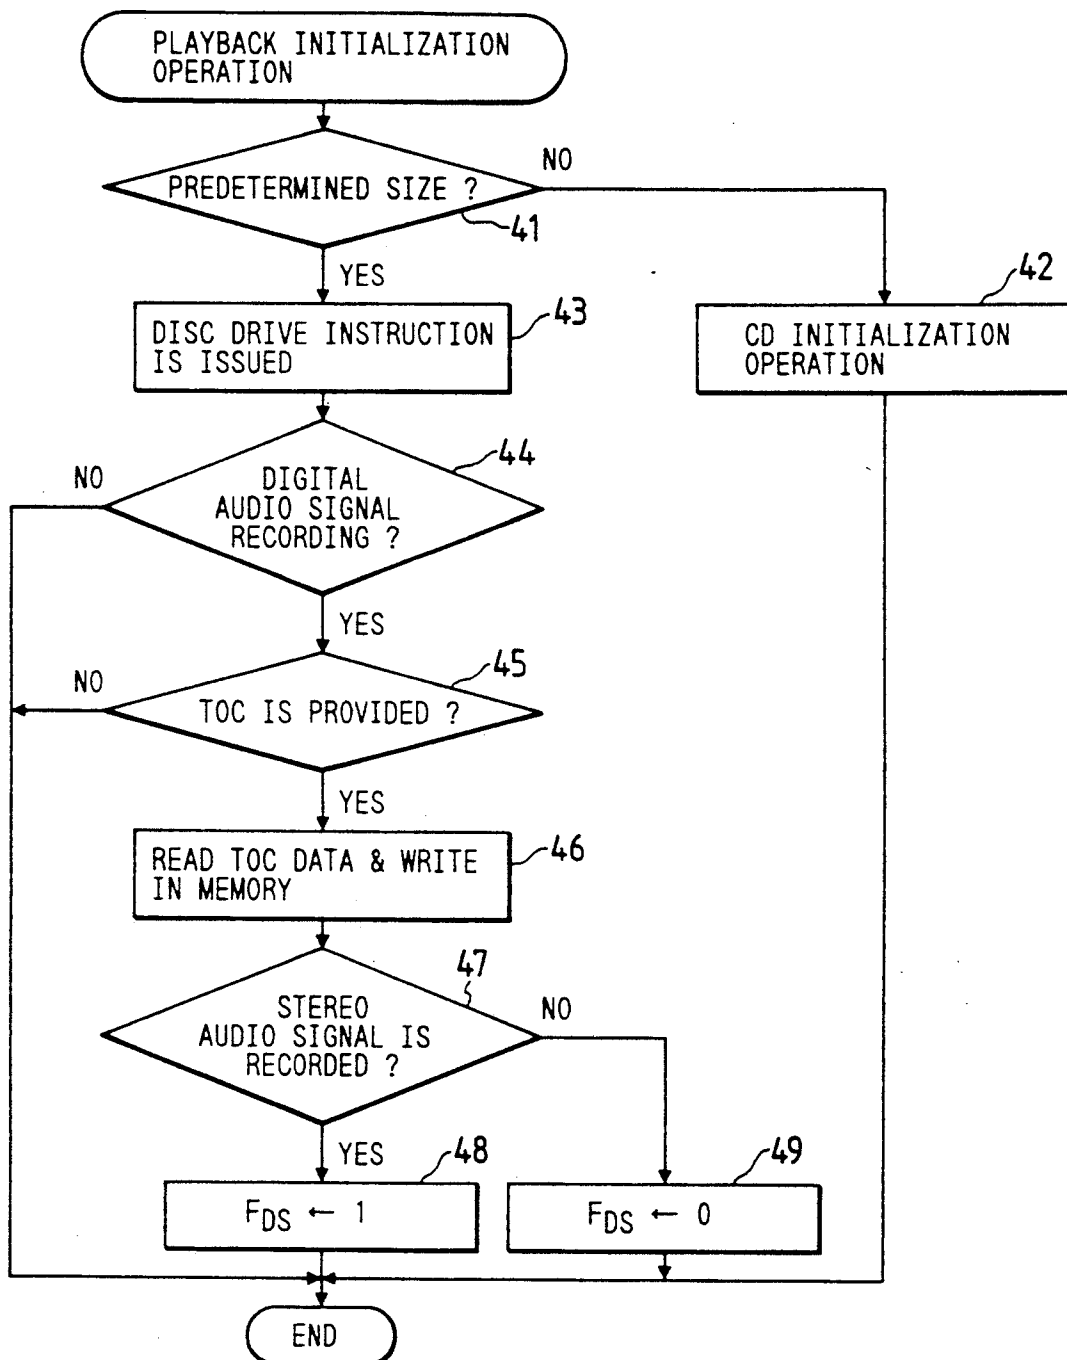 PLAYBACK INITIALIZATION
OPERATION
PREDETERMINED SIZE ?
NO
41
YES
42
43
DISC DRIVE INSTRUCTION
IS ISSUED
CD INITIALIZATION
OPERATION
44
NO
DIGITAL
AUDIO SIGNAL
RECORDING ?
YES
45
NO
TOC IS PROVIDED ?
YES
46
READ TOC DATA & WRITE
IN MEMORY
47
STEREO
AUDIO SIGNAL IS
RECORDED ?
NO
YES
48
49
FDS ← 1
FDS ← 0
END